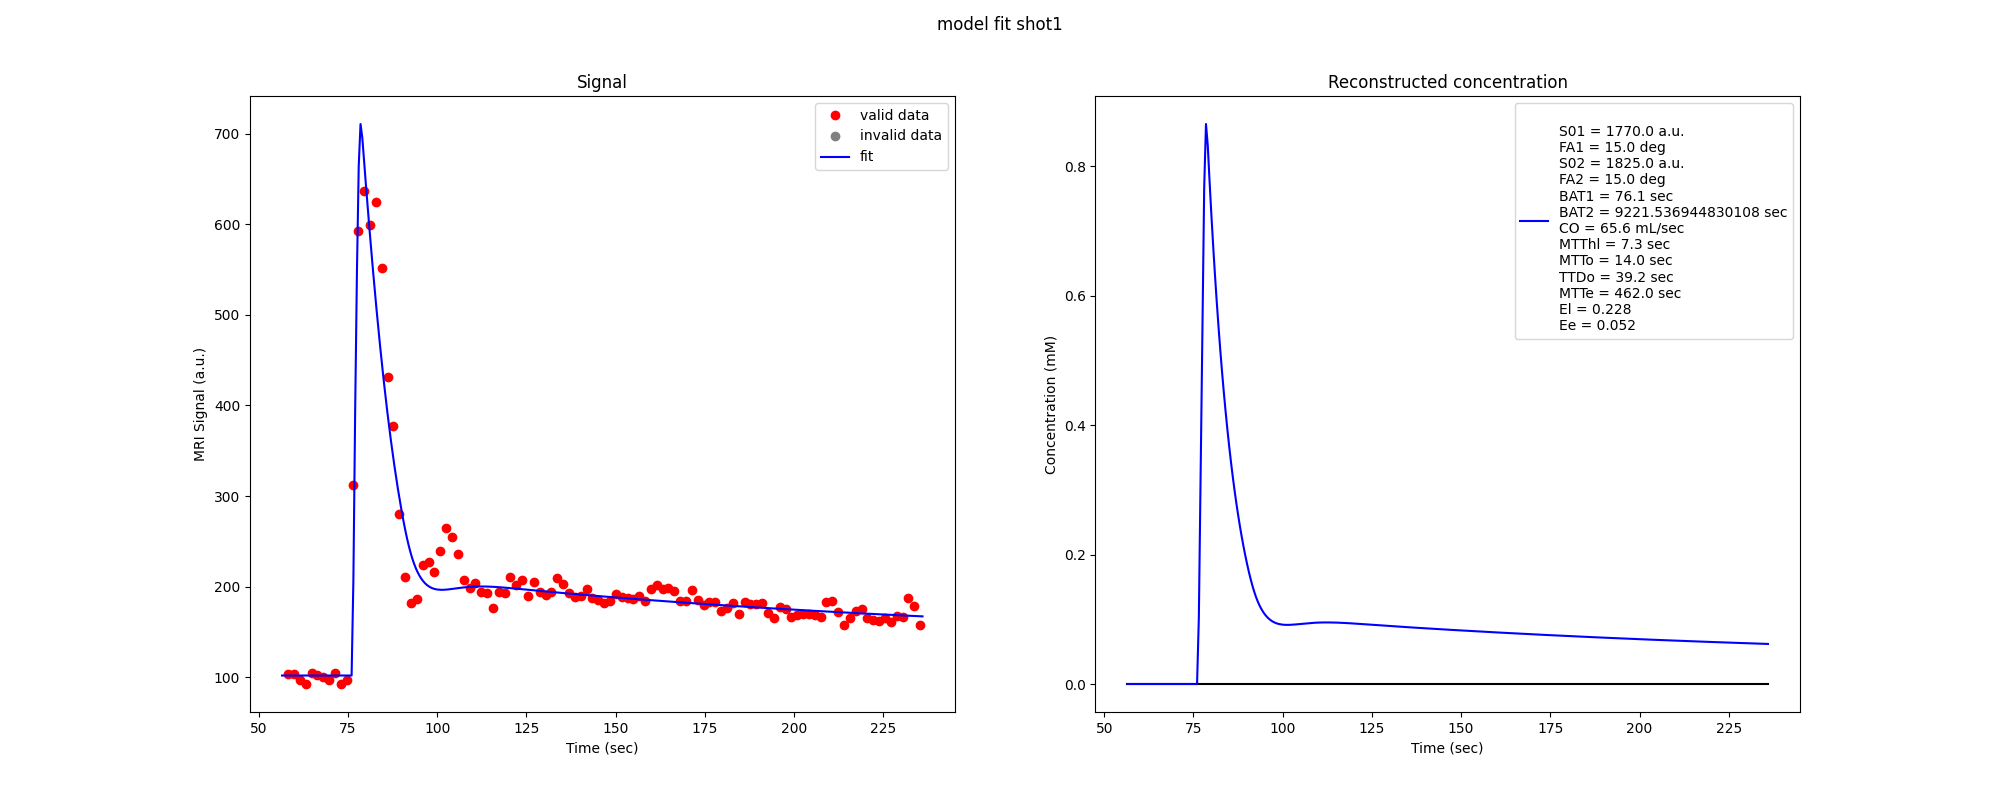 model fit shot1
Signal
700
600
500
400
300
200
100
MRI Signal (a.u.)
50
75
100
125
150
175
200
225
Time (sec)
valid data
invalid data
fit
Reconstructed concentration
0.8
0.6
0.4
0.2
0.0
Concentration (mM)
50
75
100
125
150
175
200
225
Time (sec)
S01 = 1770.0 a.u.
FA1 = 15.0 deg
S02 = 1825.0 a.u.
FA2 = 15.0 deg
BAT1 = 76.1 sec
BAT2 = 9221.536944830108 sec
CO = 65.6 mL/sec
MTThl = 7.3 sec
MTTo = 14.0 sec
TTDo = 39.2 sec
MTTe = 462.0 sec
El = 0.228
Ee = 0.052